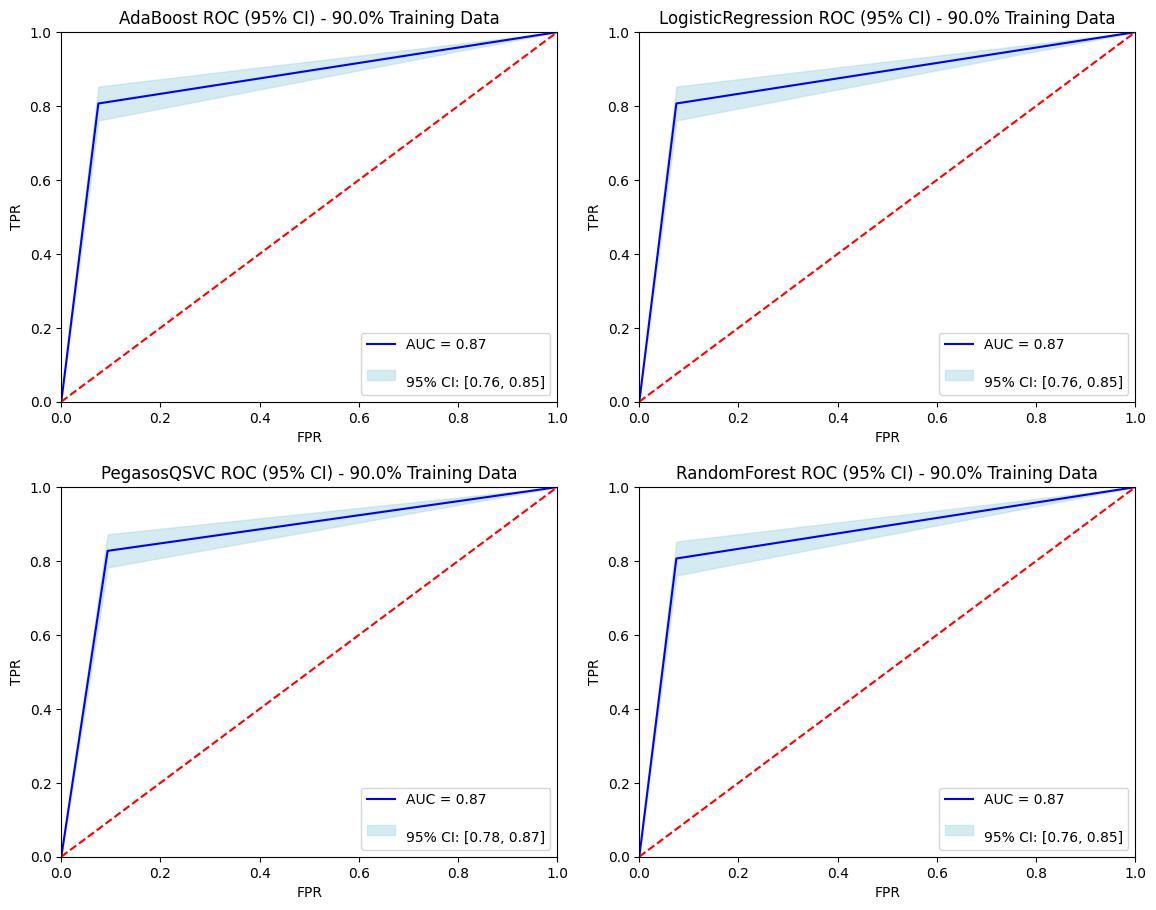 AdaBoost ROC (95% CI) - 90.0% Training Data
1.0
0.8
0.6
0.4
0.2
0.0
TPR
0.0 0.2 0.4 0.6 0.8 1.0
FPR
AUC = 0.87
95% CI: [0.76, 0.85]
LogisticRegression ROC (95% CI) - 90.0% Training Data
1.0
0.8
0.6
0.4
0.2
0.0
TPR
0.0 0.2 0.4 0.6 0.8 1.0
FPR
AUC = 0.87
95% CI: [0.76, 0.85]
PegasosQSVC ROC (95% CI) - 90.0% Training Data
1.0
0.8
0.6
0.4
0.2
0.0
TPR
0.0 0.2 0.4 0.6 0.8 1.0
FPR
AUC = 0.87
95% CI: [0.78, 0.87]
RandomForest ROC (95% CI) - 90.0% Training Data
1.0
0.8
0.6
0.4
0.2
0.0
TPR
0.0 0.2 0.4 0.6 0.8 1.0
FPR
AUC = 0.87
95% CI: [0.76, 0.85]